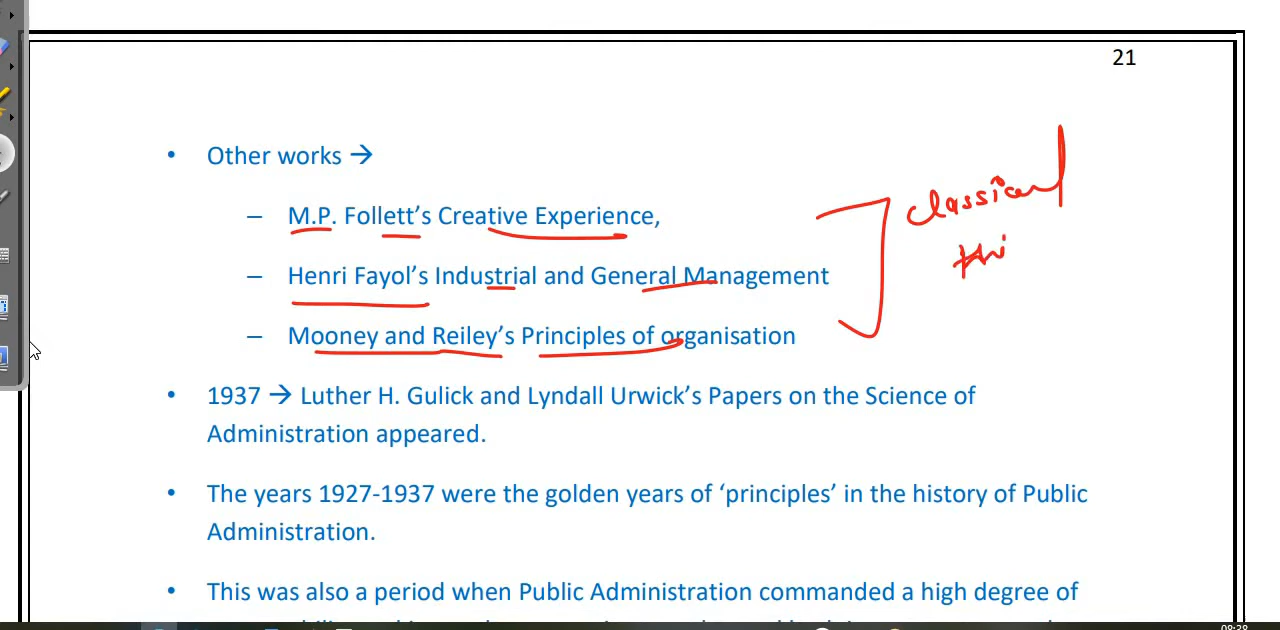 21
• Other works →
– M.P. Follett’s Creative Experience,
– Henri Fayol’s Industrial and General Management
– Mooney and Reiley’s Principles of organisation
classical
thi
• 1937 → Luther H. Gulick and Lyndall Urwick’s Papers on the Science of
Administration appeared.
• The years 1927-1937 were the golden years of ‘principles’ in the history of Public
Administration.
• This was also a period when Public Administration commanded a high degree of
08:38